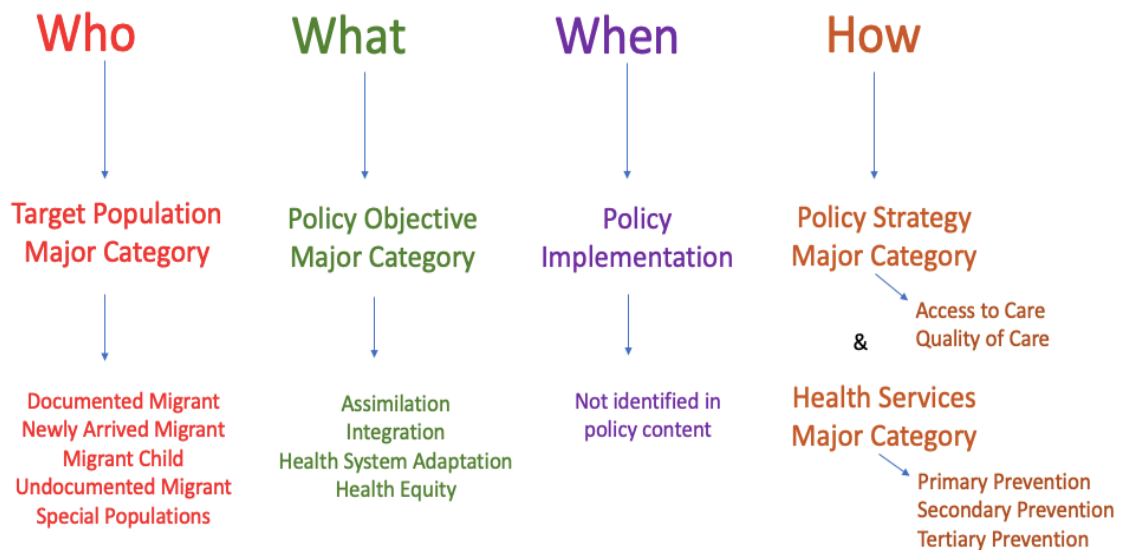 Who
What
When
How
Target Population
Major Category
Policy Objective
Major Category
Policy
Implementation
Policy Strategy
Major Category
Access to Care
Quality of Care
&
Health Services
Major Category
Primary Prevention
Secondary Prevention
Tertiary Prevention
Documented Migrant
Newly Arrived Migrant
Migrant Child
Undocumented Migrant
Special Populations
Assimilation
Integration
Health System Adaptation
Health Equity
Not identified in
policy content